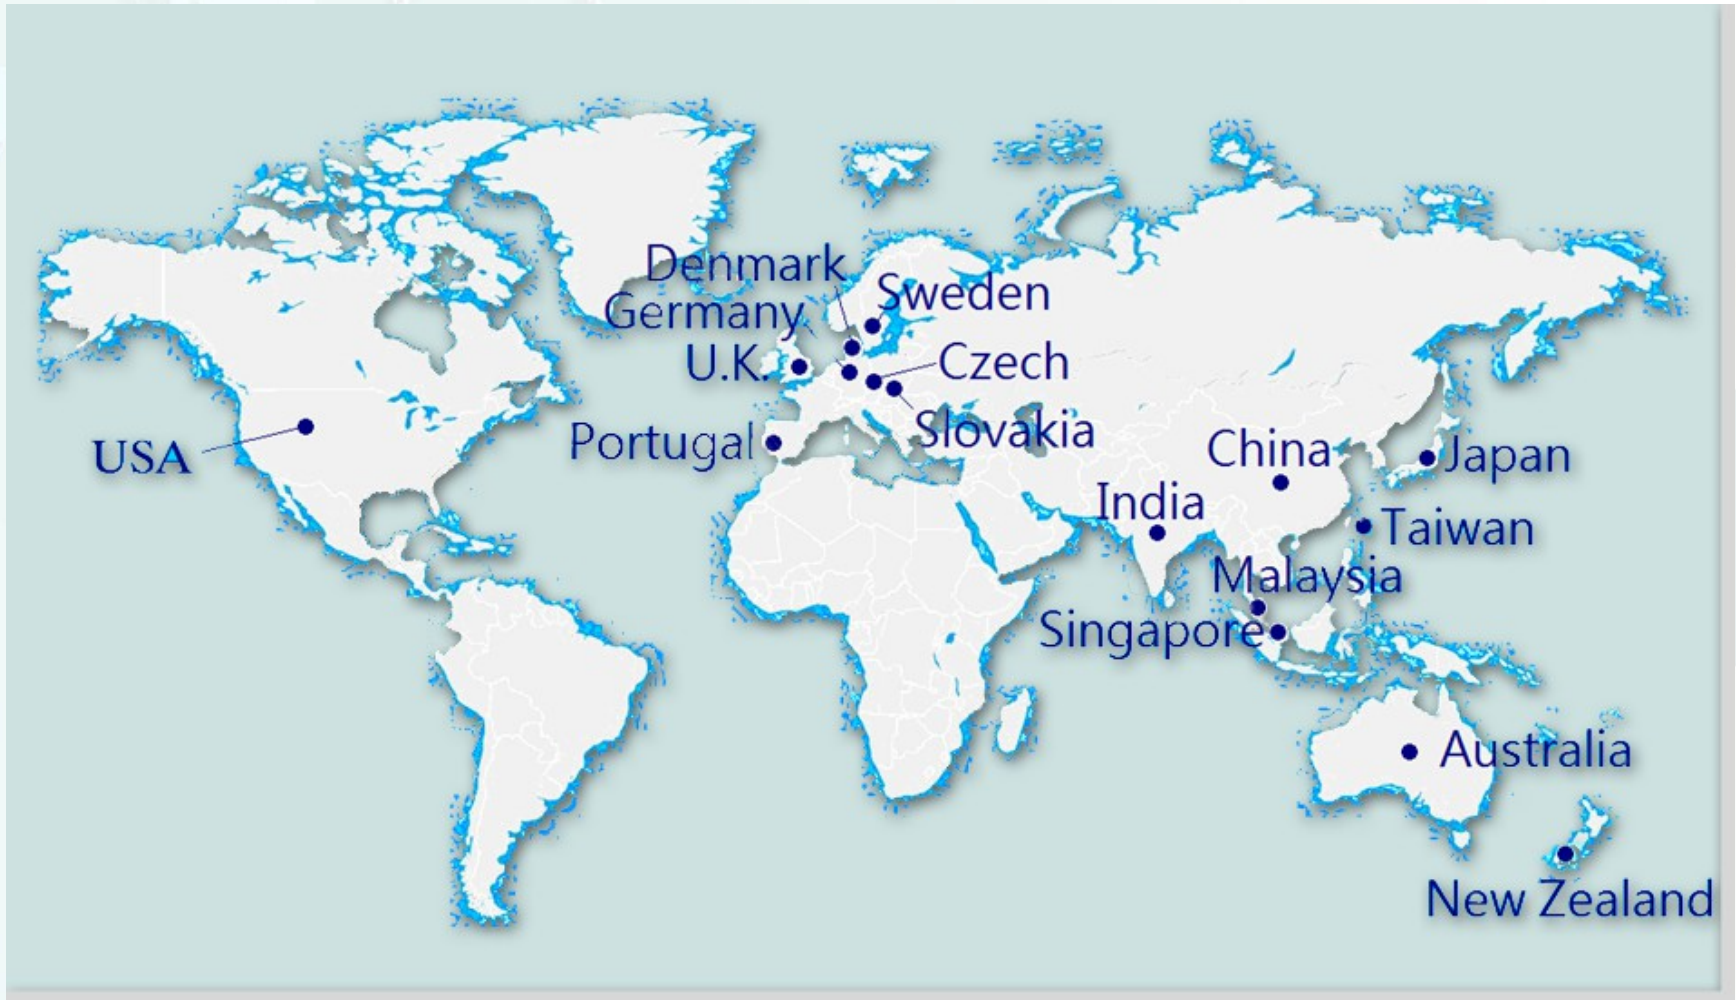 Denmark
Sweden
Germany
U.K.
Czech
Slovakia
Portugal
USA
China
Japan
India
Taiwan
Malaysia
Singapore
Australia
New Zealand